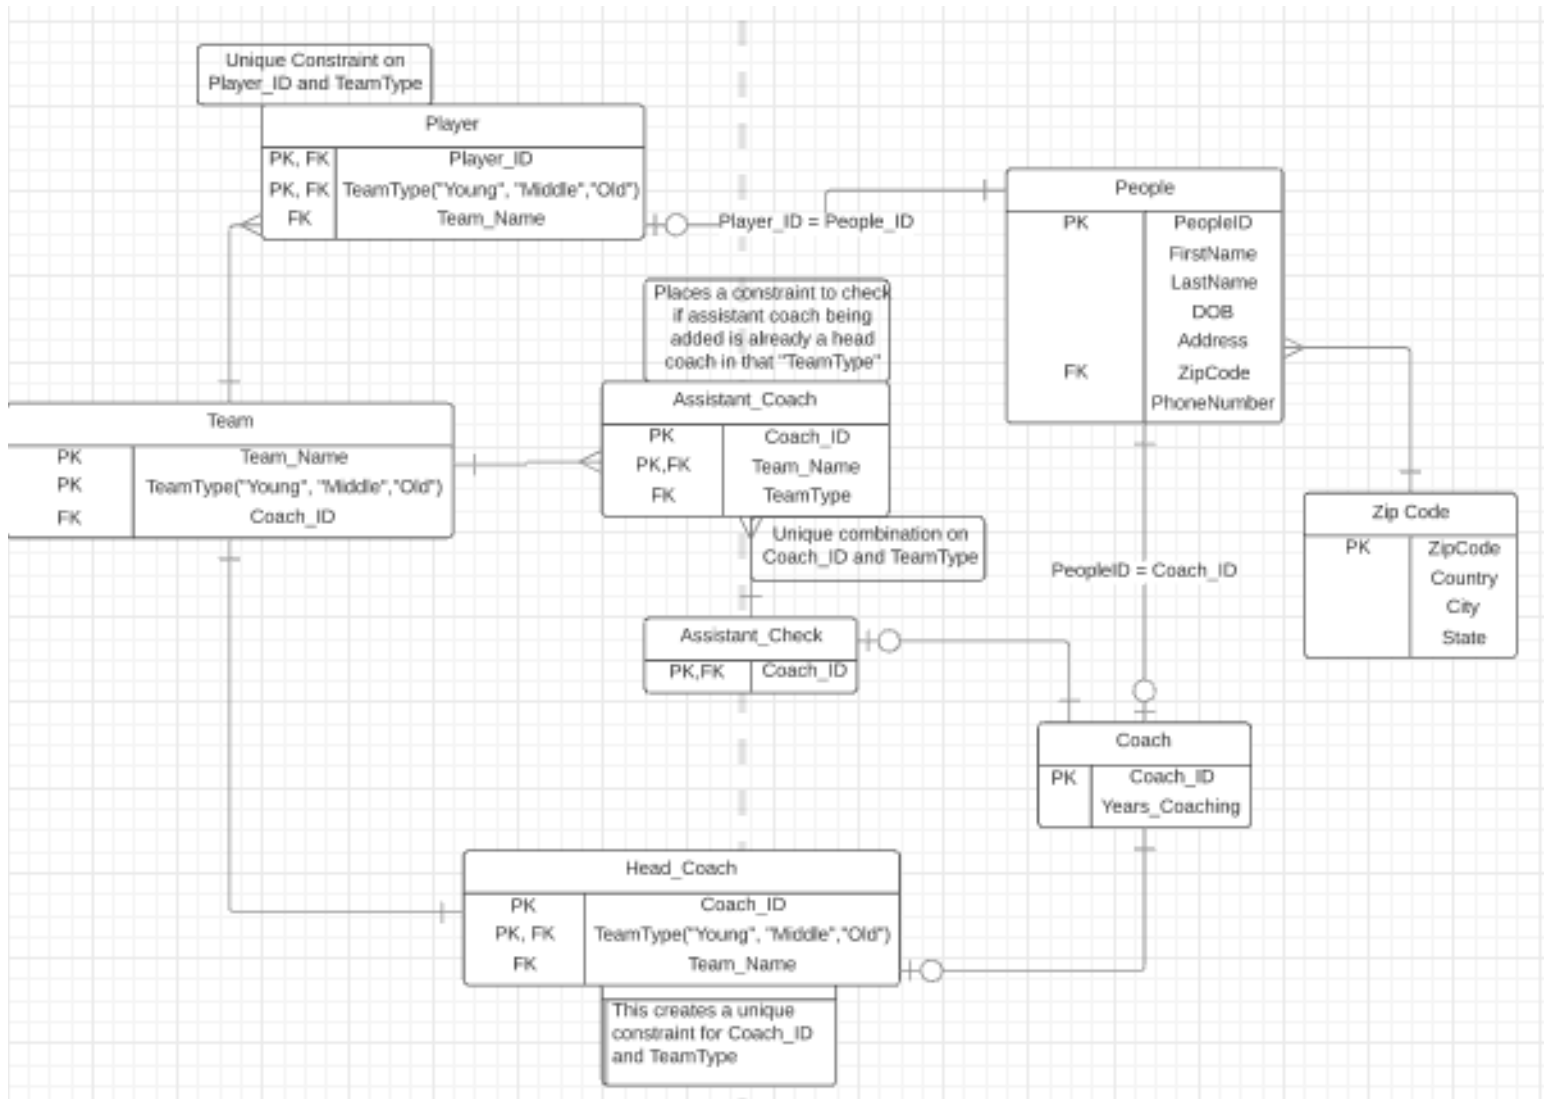 Unique Constraint on
Player_ID and TeamType
Player
PK, FK Player_ID
PK, FK TeamType("Young", "Middle","Old")
FK Team_Name
Player_ID = People_ID
People
PK PeopleID
FirstName
LastName
DOB
Address
FK ZipCode
PhoneNumber
Places a constraint to check
if assistant coach being
added is already a head
coach in that "TeamType"
Assistant_Coach
PK Coach_ID
PK,FK Team_Name
FK TeamType
Team
PK Team_Name
PK TeamType("Young", "Middle","Old")
FK Coach_ID
Unique combination on
Coach_ID and TeamType
Zip Code
PK ZipCode
Country
City
State
PeopleID = Coach_ID
Assistant_Check
PK,FK Coach_ID
Coach
PK Coach_ID
Years_Coaching
Head_Coach
PK Coach_ID
PK, FK TeamType("Young", "Middle","Old")
FK Team_Name
This creates a unique
constraint for Coach_ID
and TeamType